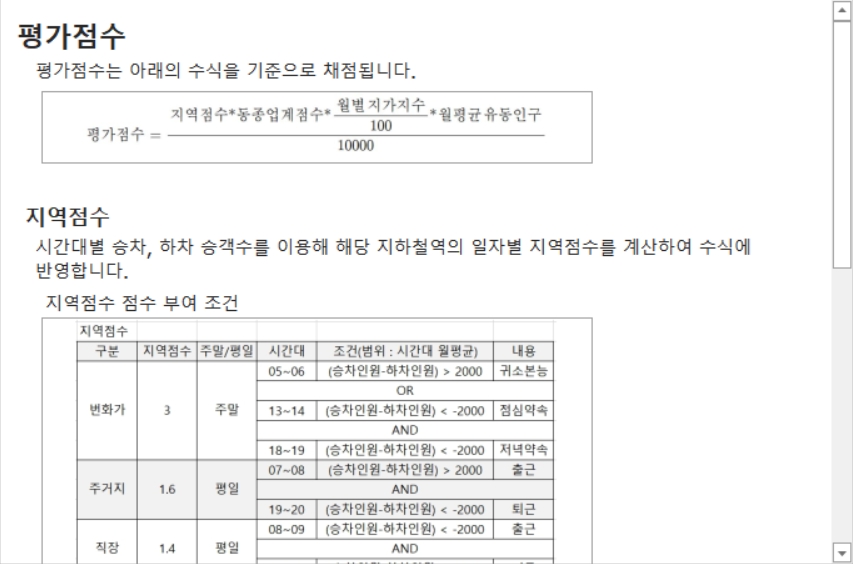 평가점수
평가점수는 아래의 수식을 기준으로 채점됩니다.
평가점수 = 지역점수*동종업계점수* 월별지가지수 / 100 *월평균유동인구 / 10000
지역점수
시간대별 승차, 하차 승객수를 이용해 해당 지하철역의 일자별 지역점수를 계산하여 수식에
반영합니다.
지역점수 점수 부여 조건
지역점수
구분 지역점수 주말/평일 시간대 조건(범위 : 시간대 월평균) 내용
05~06 (승차인원-하차인원) > 2000 귀소본능
OR
번화가 3 주말 13~14 (승차인원-하차인원) < -2000 점심약속
AND
18~19 (승차인원-하차인원) < -2000 저녁약속
07~08 (승차인원-하차인원) > 2000 출근
주거지 1.6 평일 AND
19~20 (승차인원-하차인원) < -2000 퇴근
08~09 (승차인원-하차인원) < -2000 출근
직장 1.4 평일 AND